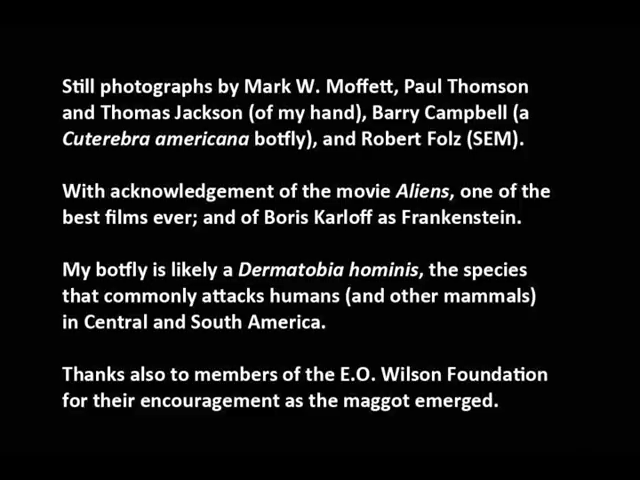 Still photographs by Mark W. Moffett, Paul Thomson
and Thomas Jackson (of my hand), Barry Campbell (a
Cuterebra americana botfly), and Robert Folz (SEM).
With acknowledgement of the movie Aliens, one of the
best films ever; and of Boris Karloff as Frankenstein.
My botfly is likely a Dermatobia hominis, the species
that commonly attacks humans (and other mammals)
in Central and South America.
Thanks also to members of the E.O. Wilson Foundation
for their encouragement as the maggot emerged.